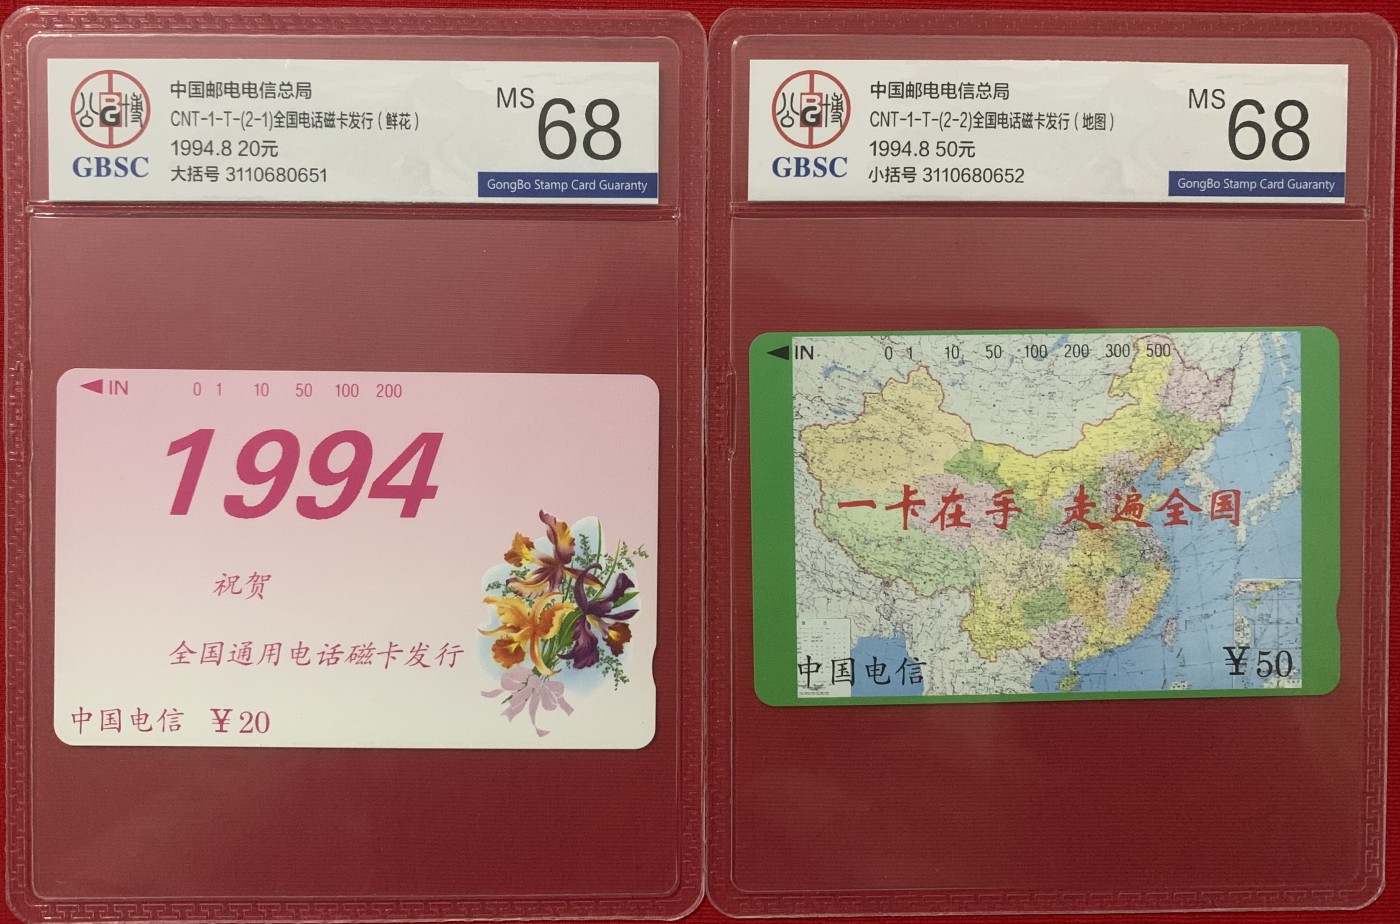 中国邮电电信总局
CNT-1-T-(2-1)全国电话磁卡发行(鲜花)
1994.8 20元
大括号 3110680651
公 BG 博
GBSC
MS 68
GongBo Stamp Card Guaranty
IN 0 1 10 50 100 200
1994
祝贺
全国通用电话磁卡发行
中国电信 ¥20
中国邮电电信总局
CNT-1-T-(2-2)全国电话磁卡发行(地图)
1994.8 50元
小括号 3110680652
公 BG 博
GBSC
MS 68
GongBo Stamp Card Guaranty
IN 0 1 10 50 100 200 300 500
一卡在手 走遍全国
中国电信 ¥50